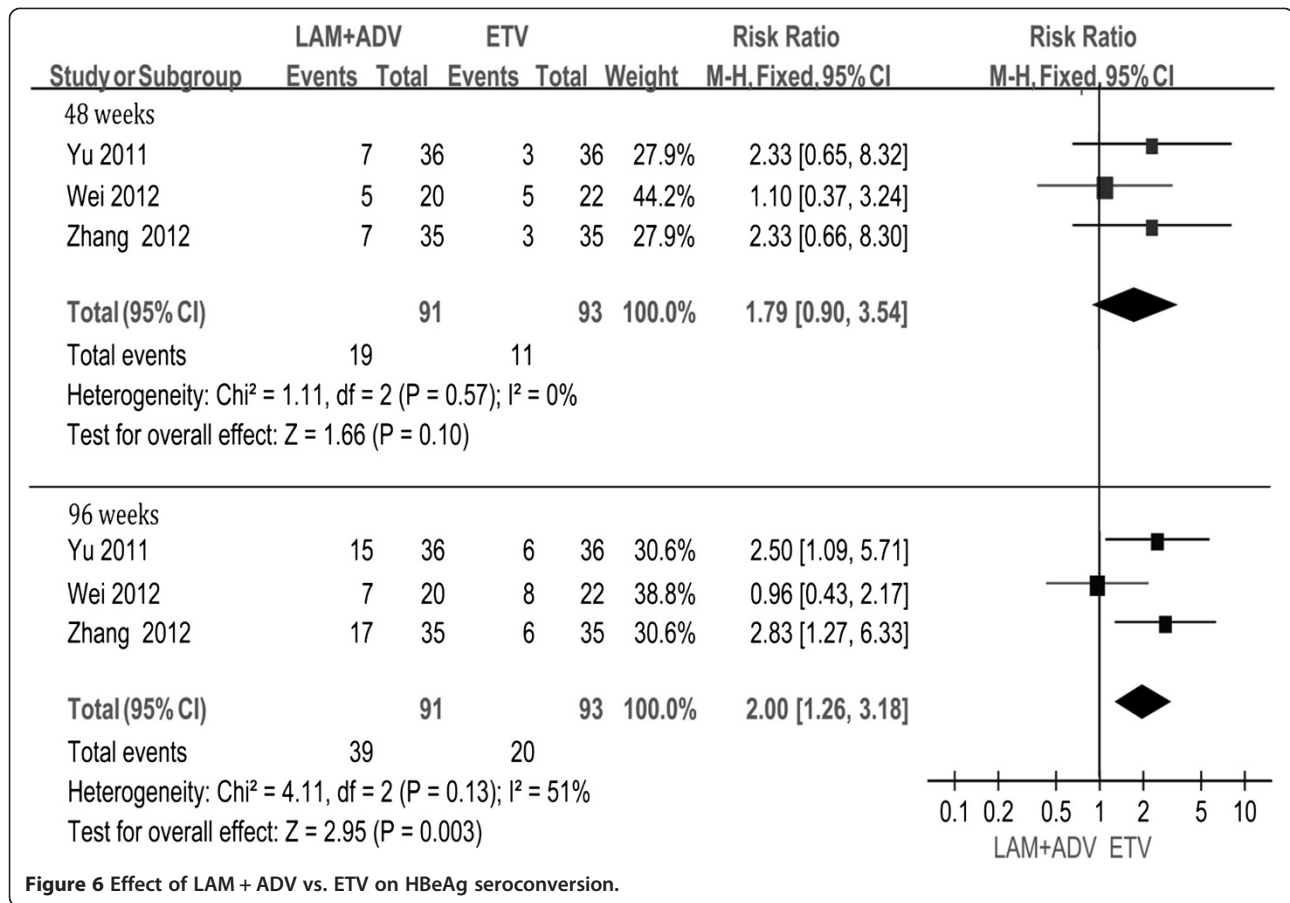 LAM+ADV ETV Risk Ratio Risk Ratio
Study or Subgroup Events Total Events Total Weight M-H, Fixed, 95% CI M-H, Fixed, 95% CI
48 weeks
Yu 2011 7 36 3 36 27.9% 2.33 [0.65, 8.32]
Wei 2012 5 20 5 22 44.2% 1.10 [0.37, 3.24]
Zhang 2012 7 35 3 35 27.9% 2.33 [0.66, 8.30]
Total (95% CI) 91 93 100.0% 1.79 [0.90, 3.54]
Total events 19 11
Heterogeneity: Chi² = 1.11, df = 2 (P = 0.57); I² = 0%
Test for overall effect: Z = 1.66 (P = 0.10)
96 weeks
Yu 2011 15 36 6 36 30.6% 2.50 [1.09, 5.71]
Wei 2012 7 20 8 22 38.8% 0.96 [0.43, 2.17]
Zhang 2012 17 35 6 35 30.6% 2.83 [1.27, 6.33]
Total (95% CI) 91 93 100.0% 2.00 [1.26, 3.18]
Total events 39 20
Heterogeneity: Chi² = 4.11, df = 2 (P = 0.13); I² = 51%
Test for overall effect: Z = 2.95 (P = 0.003)
0.1 0.2 0.5 1 2 5 10
LAM+ADV ETV
Figure 6 Effect of LAM + ADV vs. ETV on HBeAg seroconversion.